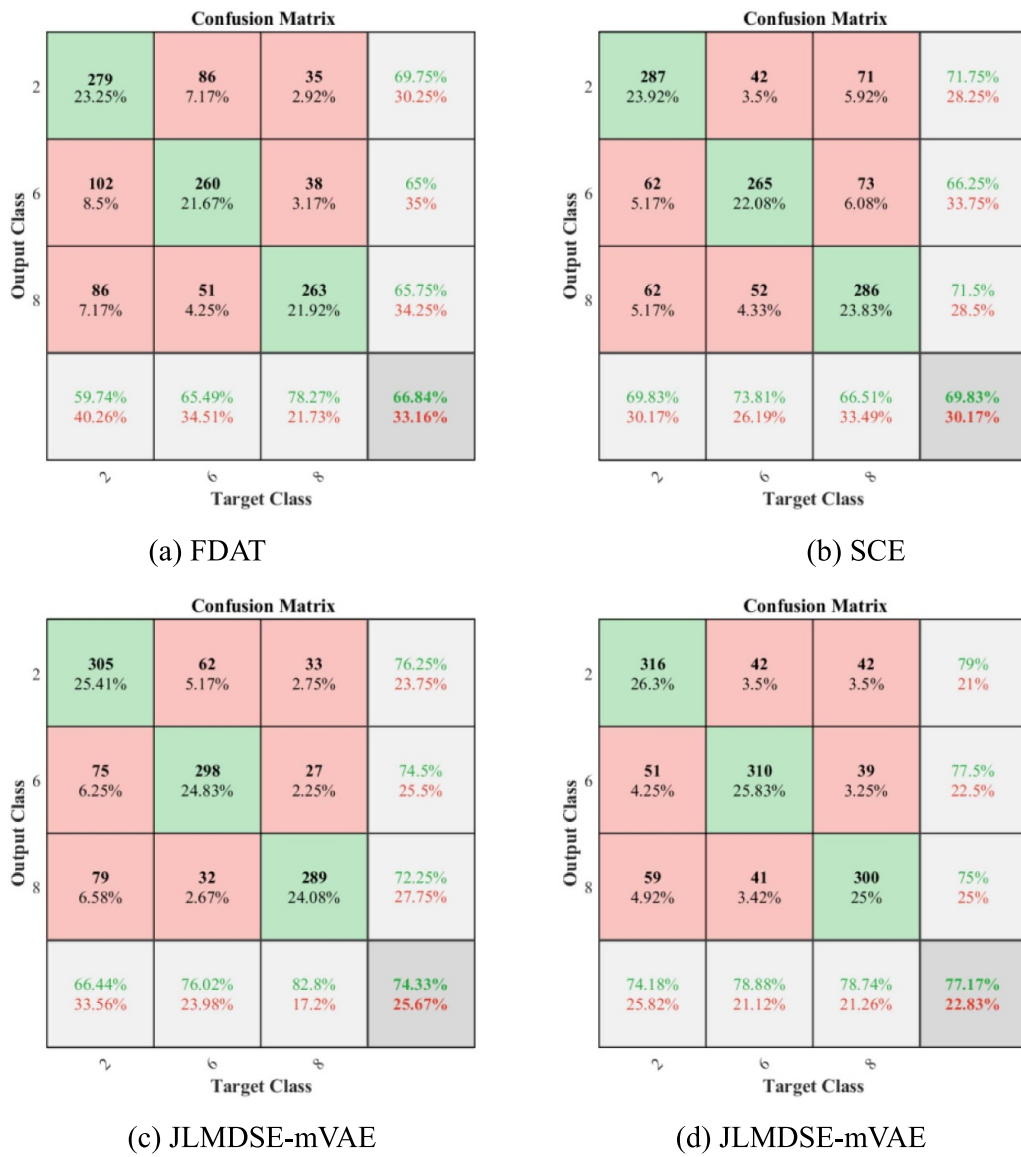 Confusion Matrix
2
279 86 35 69.75%
23.25% 7.17% 2.92% 30.25%
6
102 260 38 65%
8.5% 21.67% 3.17% 35%
8
86 51 263 65.75%
7.17% 4.25% 21.92% 34.25%
59.74% 65.49% 78.27% 66.84%
40.26% 34.51% 21.73% 33.16%
2 6 8
Output Class
Target Class
(a) FDAT
Confusion Matrix
2
287 42 71 71.75%
23.92% 3.5% 5.92% 28.25%
6
62 265 73 66.25%
5.17% 22.08% 6.08% 33.75%
8
62 52 286 71.5%
5.17% 4.33% 23.83% 28.5%
69.83% 73.81% 66.51% 69.83%
30.17% 26.19% 33.49% 30.17%
2 6 8
Output Class
Target Class
(b) SCE
Confusion Matrix
2
305 62 33 76.25%
25.41% 5.17% 2.75% 23.75%
6
75 298 27 74.5%
6.25% 24.83% 2.25% 25.5%
8
79 32 289 72.25%
6.58% 2.67% 24.08% 27.75%
66.44% 76.02% 82.8% 74.33%
33.56% 23.98% 17.2% 25.67%
2 6 8
Output Class
Target Class
(c) JLMDSE-mVAE
Confusion Matrix
2
316 42 42 79%
26.3% 3.5% 3.5% 21%
6
51 310 39 77.5%
4.25% 25.83% 3.25% 22.5%
8
59 41 300 75%
4.92% 3.42% 25% 25%
74.18% 78.88% 78.74% 77.17%
25.82% 21.12% 21.26% 22.83%
2 6 8
Output Class
Target Class
(d) JLMDSE-mVAE